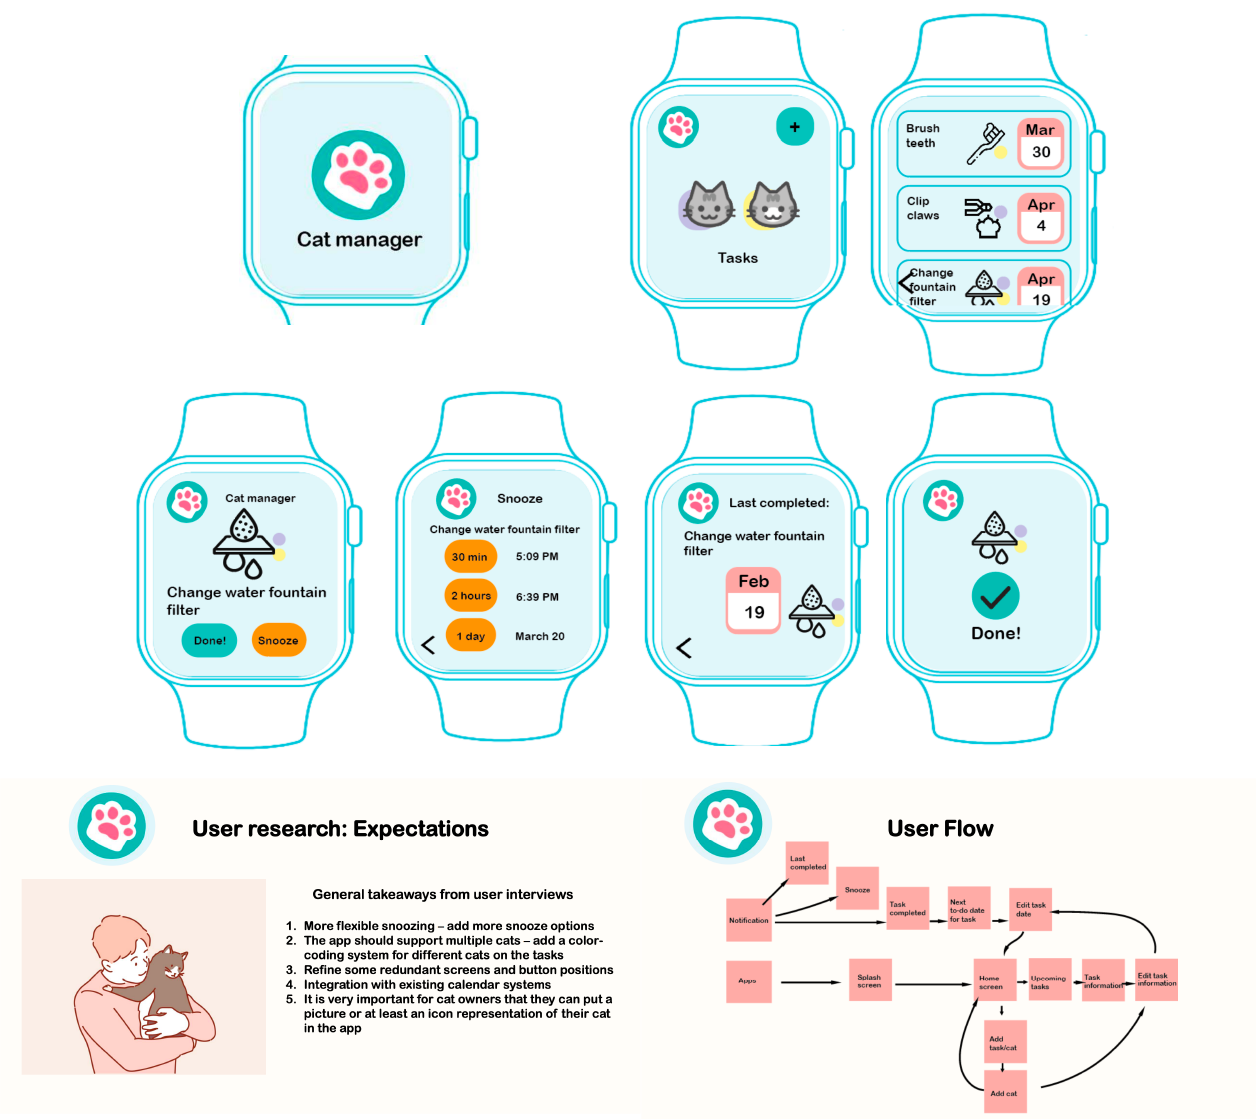 Cat manager
+
Tasks
Brush
teeth
Mar
30
Clip
claws
Apr
4
Change
fountain
filter
Apr
19
Cat manager
Change water fountain
filter
Done!
Snooze
Snooze
Change water fountain filter
30 min
5:09 PM
2 hours
6:39 PM
1 day
March 20
Last completed:
Change water fountain
filter
Feb
19
Done!
User research: Expectations
General takeaways from user interviews
1. More flexible snoozing – add more snooze options
2. The app should support multiple cats – add a color-
coding system for different cats on the tasks
3. Refine some redundant screens and button positions
4. Integration with existing calendar systems
5. It is very important for cat owners that they can put a
picture or at least an icon representation of their cat
in the app
User Flow
Last
completed
Snooze
Notification
Task
completed
Next
to-do date
for task
Edit task
date
Apps
Splash
screen
Home
screen
Upcoming
tasks
Task
information
Edit task
information
Add
task/cat
Add cat